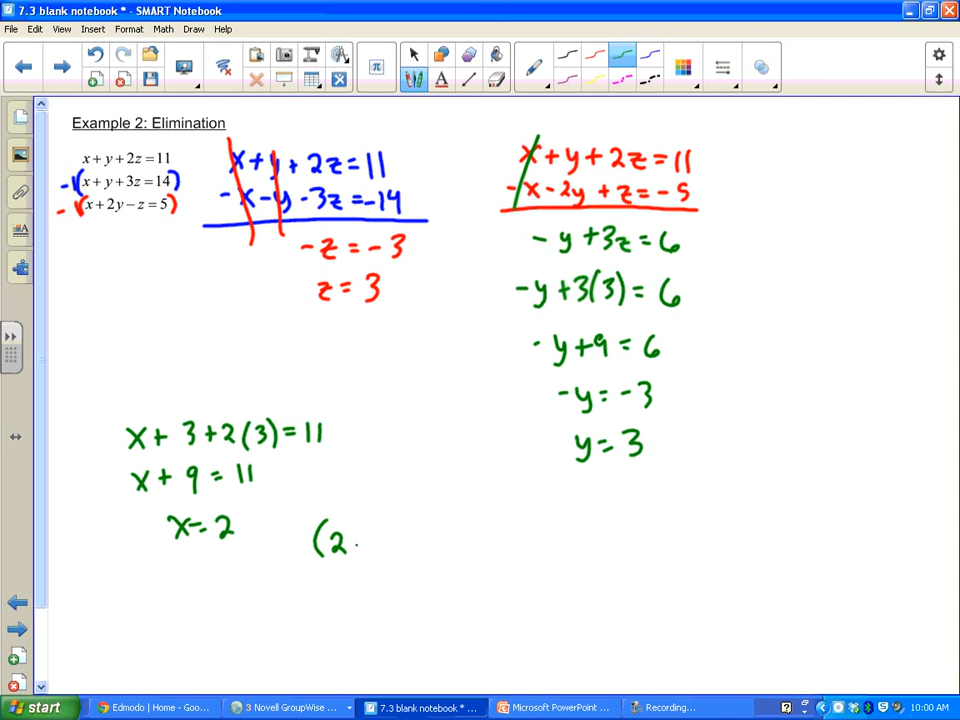 7.3 blank notebook * - SMART Notebook
File Edit View Insert Format Math Draw Help
Example 2: Elimination
x + y + 2z = 11
-1(x + y + 3z = 14)
-1(x + 2y - z = 5)
x + y + 2z = 11
- x - y - 3z = -14
- z = - 3
z = 3
x + y + 2z = 11
- x - 2y + z = - 5
- y + 3z = 6
- y + 3(3) = 6
- y + 9 = 6
- y = - 3
y = 3
x + 3 + 2(3) = 11
x + 9 = 11
x = 2
(2
start
Edmodo | Home - Goo...
3 Novell GroupWise
7.3 blank notebook * ...
Microsoft PowerPoint ...
Recording...
10:00 AM